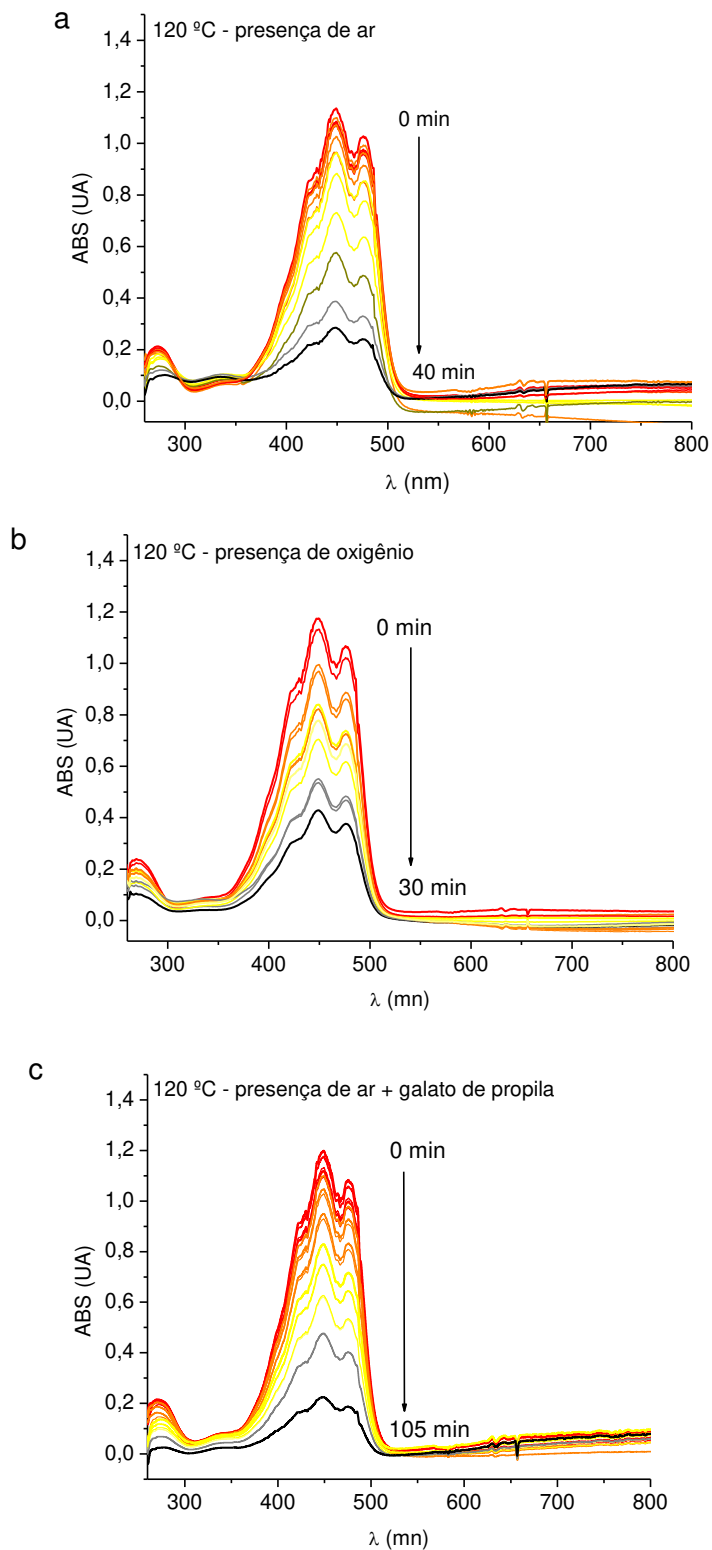 a
120 ºC - presença de ar
1,4
1,2
1,0
0,8
0,6
0,4
0,2
0,0
ABS (UA)
0 min
40 min
300 400 500 600 700 800
λ (nm)
b
120 ºC - presença de oxigênio
1,4
1,2
1,0
0,8
0,6
0,4
0,2
0,0
ABS (UA)
0 min
30 min
300 400 500 600 700 800
λ (mn)
c
120 ºC - presença de ar + galato de propila
1,4
1,2
1,0
0,8
0,6
0,4
0,2
0,0
ABS (UA)
0 min
105 min
300 400 500 600 700 800
λ (mn)